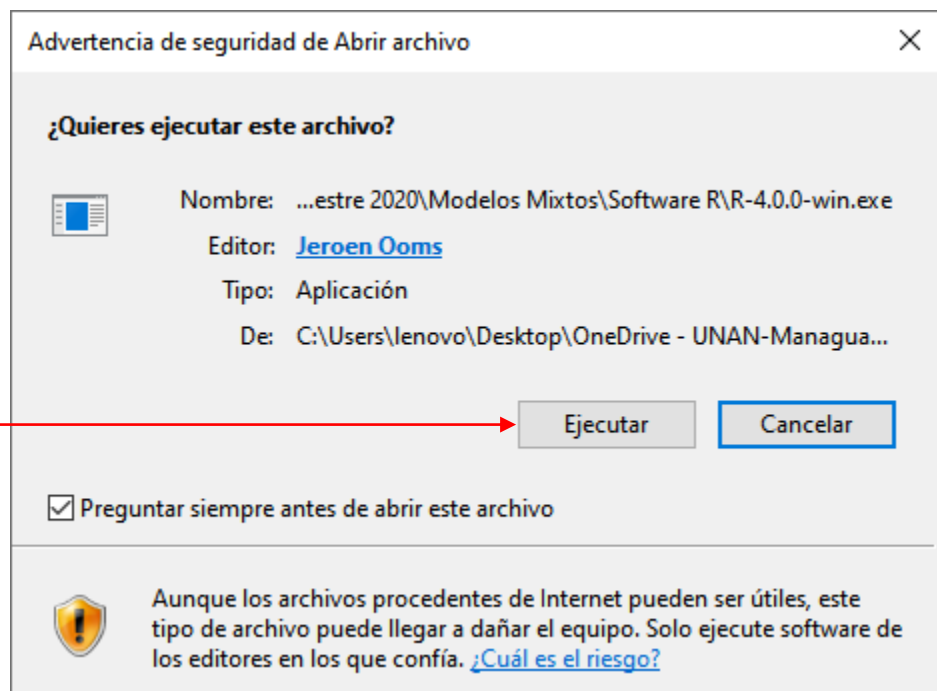 Advertencia de seguridad de Abrir archivo
¿Quieres ejecutar este archivo?
Nombre: ...estre 2020\Modelos Mixtos\Software R\R-4.0.0-win.exe
Editor: Jeroen Ooms
Tipo: Aplicación
De: C:\Users\lenovo\Desktop\OneDrive - UNAN-Managua...
Ejecutar Cancelar
Preguntar siempre antes de abrir este archivo
Aunque los archivos procedentes de Internet pueden ser útiles, este
tipo de archivo puede llegar a dañar el equipo. Solo ejecute software de
los editores en los que confía. ¿Cuál es el riesgo?